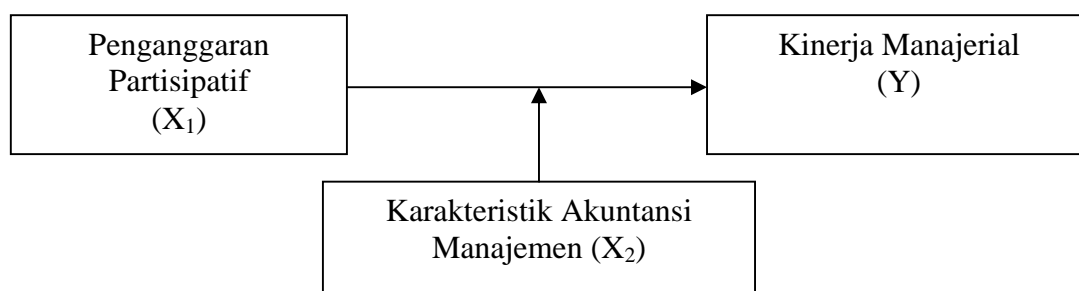 Penganggaran
Partisipatif
(X₁)
Kinerja Manajerial
(Y)
Karakteristik Akuntansi
Manajemen (X₂)